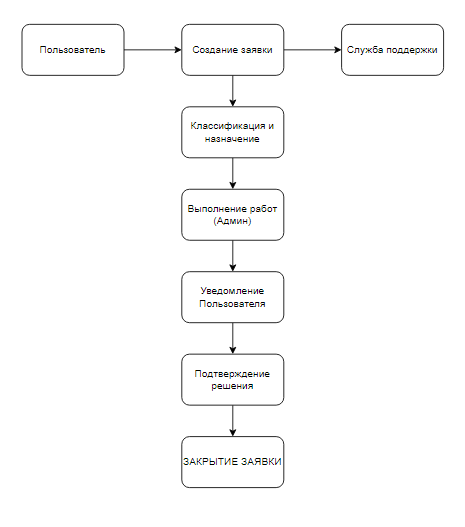 Пользователь
Создание заявки
Служба поддержки
Классификация и
назначение
Выполнение работ
(Админ)
Уведомление
Пользователя
Подтверждение
решения
ЗАКРЫТИЕ ЗАЯВКИ